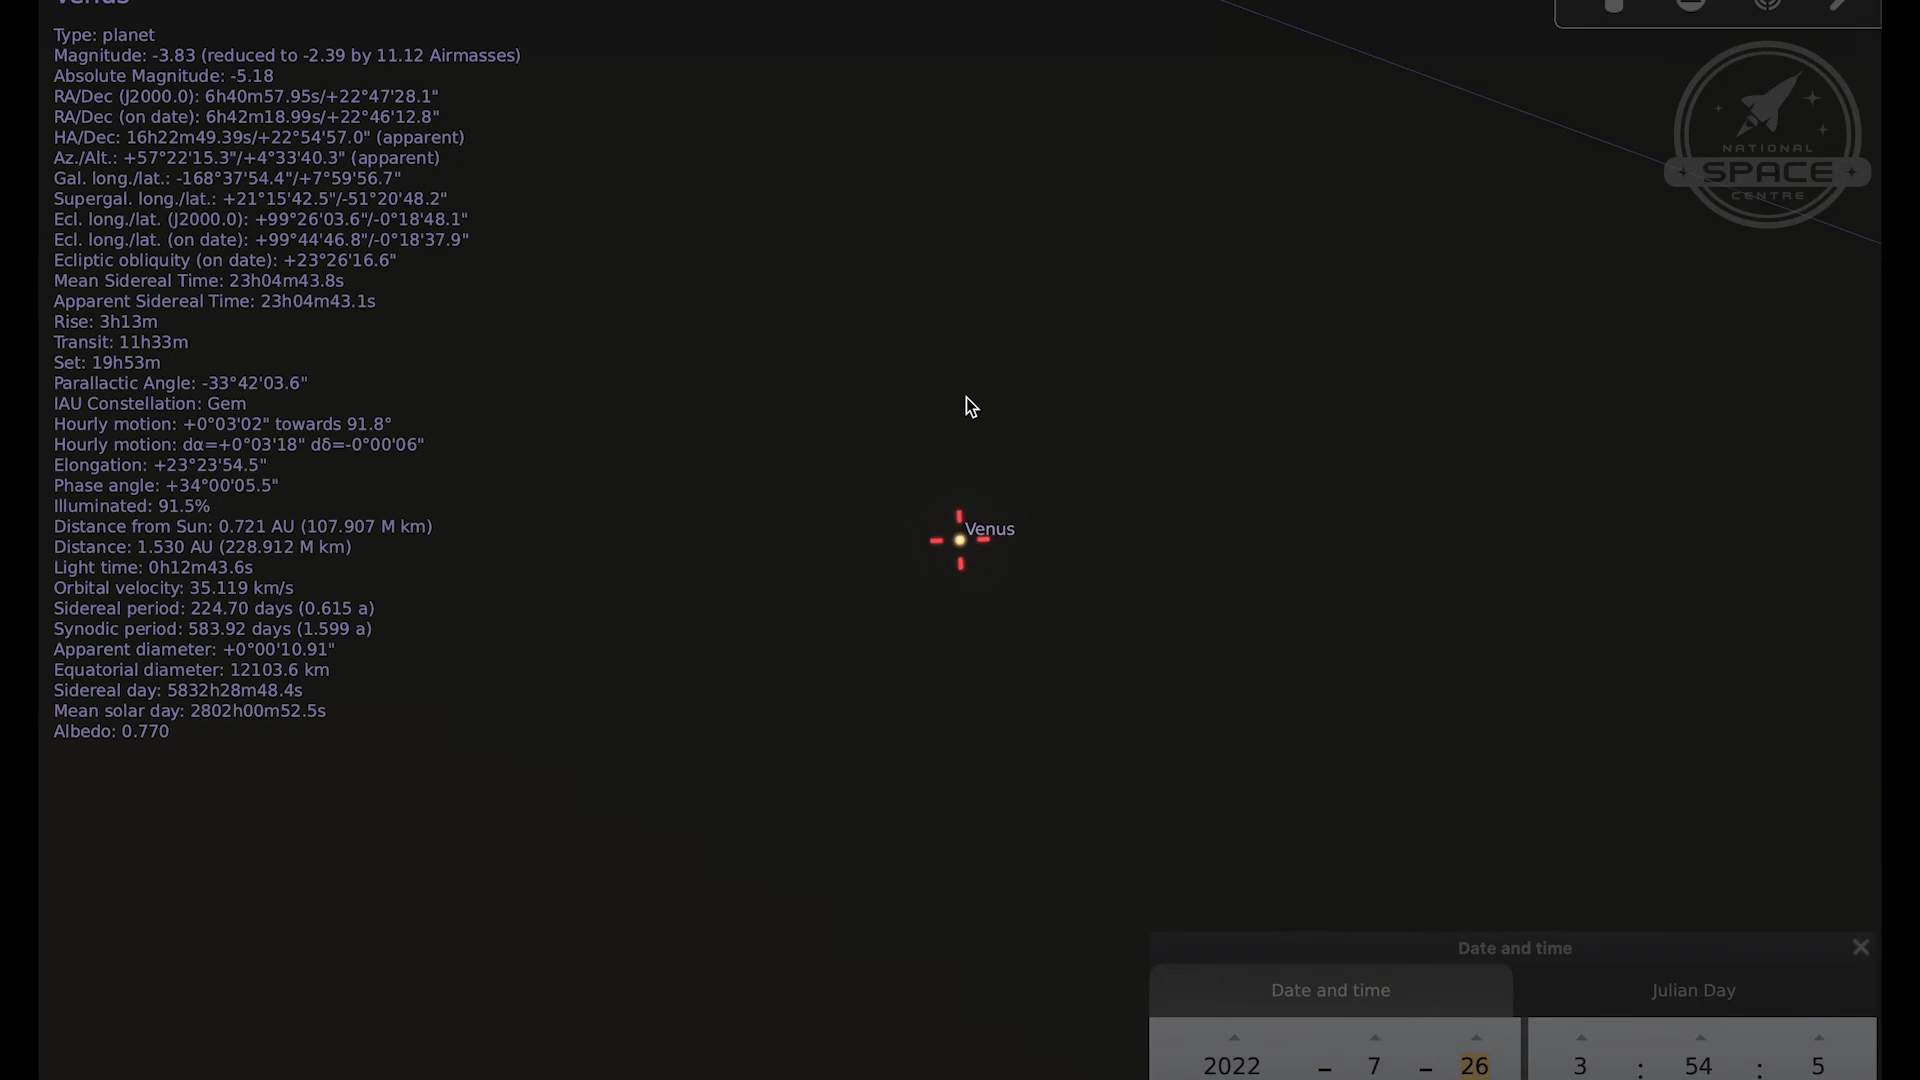 Venus
Type: planet
Magnitude: -3.83 (reduced to -2.39 by 11.12 Airmasses)
Absolute Magnitude: -5.18
RA/Dec (J2000.0): 6h40m57.95s/+22°47'28.1"
RA/Dec (on date): 6h42m18.99s/+22°46'12.8"
HA/Dec: 16h22m49.39s/+22°54'57.0" (apparent)
Az./Alt.: +57°22'15.3"/+4°33'40.3" (apparent)
Gal. long./lat.: -168°37'54.4"/+7°59'56.7"
Supergal. long./lat.: +21°15'42.5"/-51°20'48.2"
Ecl. long./lat. (J2000.0): +99°26'03.6"/-0°18'48.1"
Ecl. long./lat. (on date): +99°44'46.8"/-0°18'37.9"
Ecliptic obliquity (on date): +23°26'16.6"
Mean Sidereal Time: 23h04m43.8s
Apparent Sidereal Time: 23h04m43.1s
Rise: 3h13m
Transit: 11h33m
Set: 19h53m
Parallactic Angle: -33°42'03.6"
IAU Constellation: Gem
Hourly motion: +0°03'02" towards 91.8°
Hourly motion: dα=+0°03'18" dδ=-0°00'06"
Elongation: +23°23'54.5"
Phase angle: +34°00'05.5"
Illuminated: 91.5%
Distance from Sun: 0.721 AU (107.907 M km)
Distance: 1.530 AU (228.912 M km)
Light time: 0h12m43.6s
Orbital velocity: 35.119 km/s
Sidereal period: 224.70 days (0.615 a)
Synodic period: 583.92 days (1.599 a)
Apparent diameter: +0°00'10.91"
Equatorial diameter: 12103.6 km
Sidereal day: 5832h28m48.4s
Mean solar day: 2802h00m52.5s
Albedo: 0.770
Venus
NATIONAL
SPACE
CENTRE
Date and time
Date and time
Julian Day
2022 – 7 – 26
3 : 54 : 5